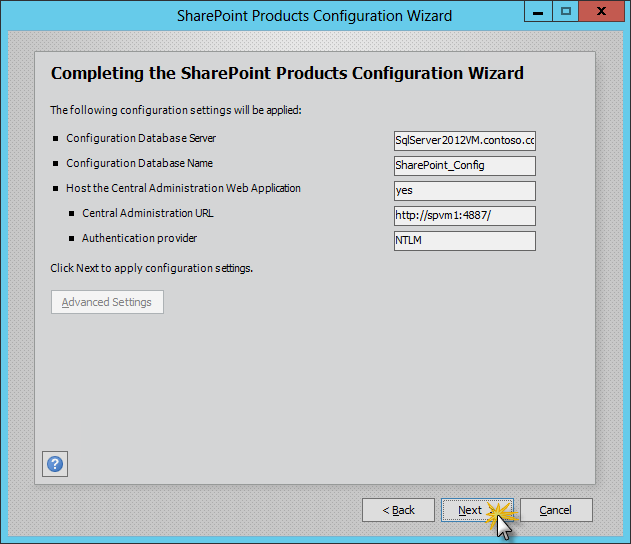 SharePoint Products Configuration Wizard
Completing the SharePoint Products Configuration Wizard
The following configuration settings will be applied:
Configuration Database Server
SqlServer2012VM.contoso.cc
Configuration Database Name
SharePoint_Config
Host the Central Administration Web Application
yes
Central Administration URL
http://spvm1:4887/
Authentication provider
NTLM
Click Next to apply configuration settings.
Advanced Settings
?
< Back
Next
Cancel